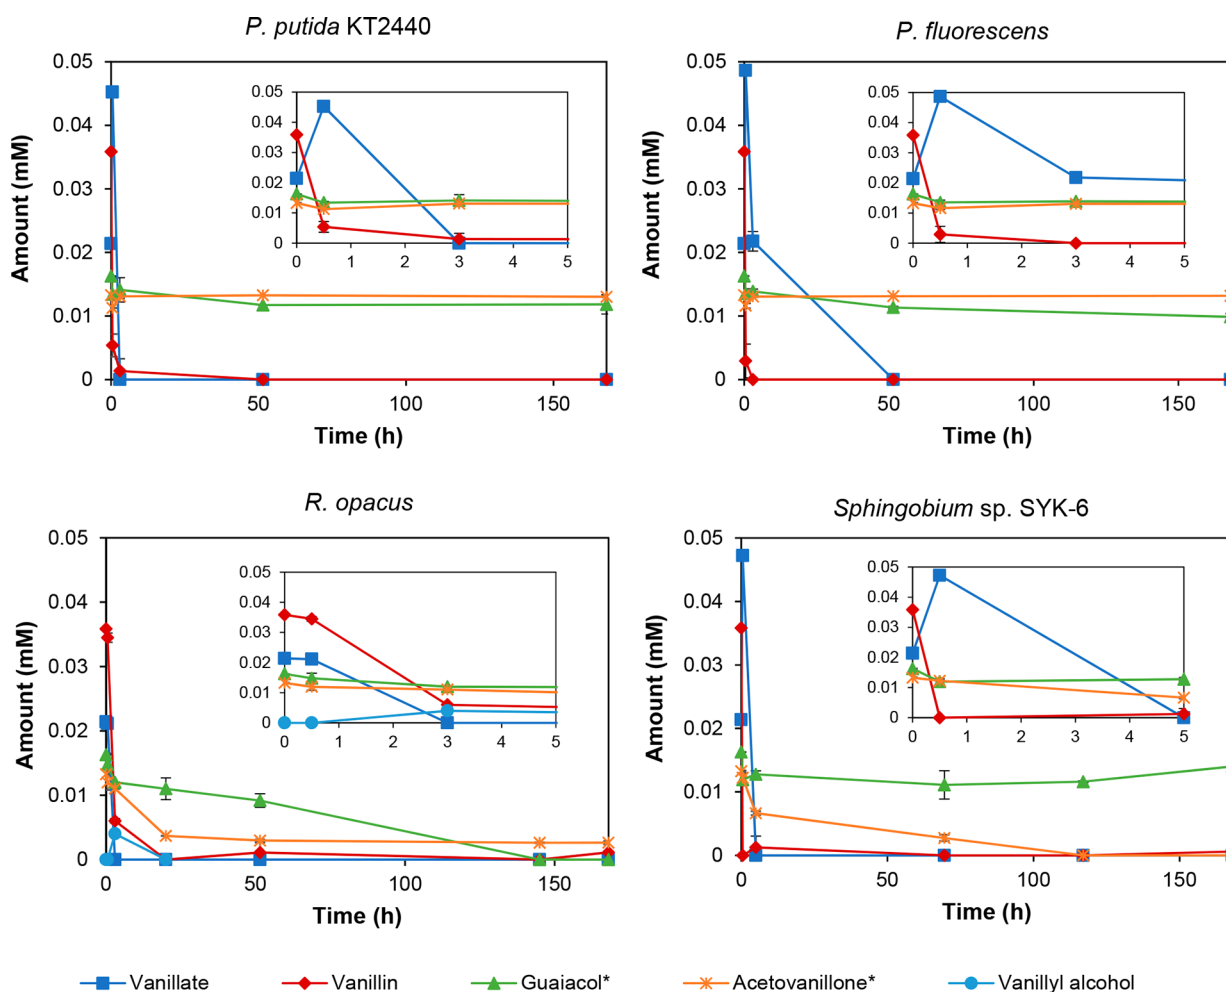 P. putida KT2440
P. fluorescens
Amount (mM)
0.05
0.04
0.03
0.02
0.01
0
0 50 100 150
Time (h)
0.05
0.04
0.03
0.02
0.01
0
0 1 2 3 4 5
Amount (mM)
0.05
0.04
0.03
0.02
0.01
0
0 50 100 150
Time (h)
0.05
0.04
0.03
0.02
0.01
0
0 1 2 3 4 5
R. opacus
Sphingobium sp. SYK-6
Amount (mM)
0.05
0.04
0.03
0.02
0.01
0
0 50 100 150
Time (h)
0.05
0.04
0.03
0.02
0.01
0
0 1 2 3 4 5
Amount (mM)
0.05
0.04
0.03
0.02
0.01
0
0 50 100 150
Time (h)
0.05
0.04
0.03
0.02
0.01
0
0 1 2 3 4 5
Vanillate Vanillin Guaiacol* Acetovanillone* Vanillyl alcohol